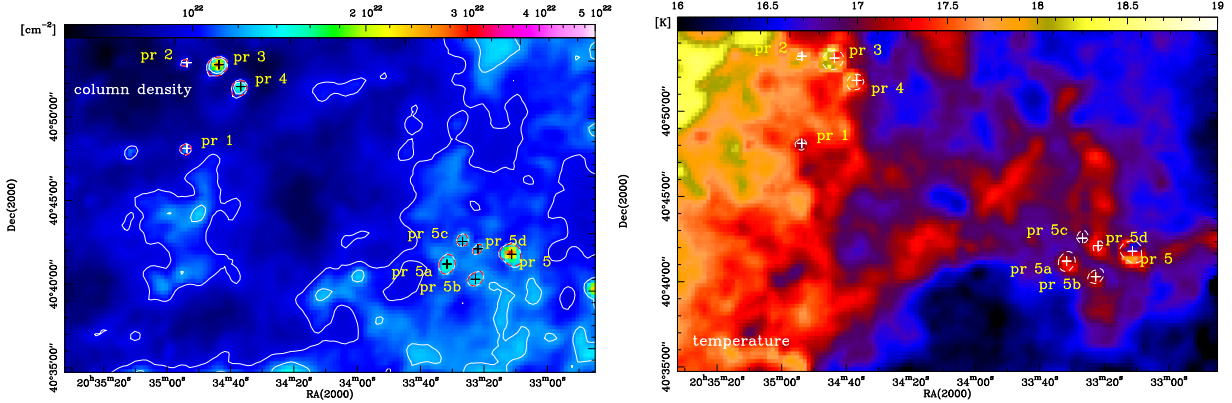 [cm⁻²] 10²² 2 10²² 3 10²² 4 10²² 5 10²²
pr 2
pr 3
pr 4
column density
pr 1
pr 5c
pr 5d
pr 5
pr 5a
pr 5b
40°50'00"
40°45'00"
40°40'00"
40°35'00"
Dec(2000)
20ʰ35ᵐ20ˢ 35ᵐ00ˢ 34ᵐ40ˢ 34ᵐ20ˢ 34ᵐ00ˢ 33ᵐ40ˢ 33ᵐ20ˢ 33ᵐ00ˢ
RA(2000)
[K] 16 16.5 17 17.5 18 18.5 19
pr 2
pr 3
pr 4
pr 1
pr 5c
pr 5d
pr 5
pr 5a
pr 5b
temperature
40°50'00"
40°45'00"
40°40'00"
40°35'00"
Dec(2000)
20ʰ35ᵐ20ˢ 35ᵐ00ˢ 34ᵐ40ˢ 34ᵐ20ˢ 34ᵐ00ˢ 33ᵐ40ˢ 33ᵐ20ˢ 33ᵐ00ˢ
RA(2000)